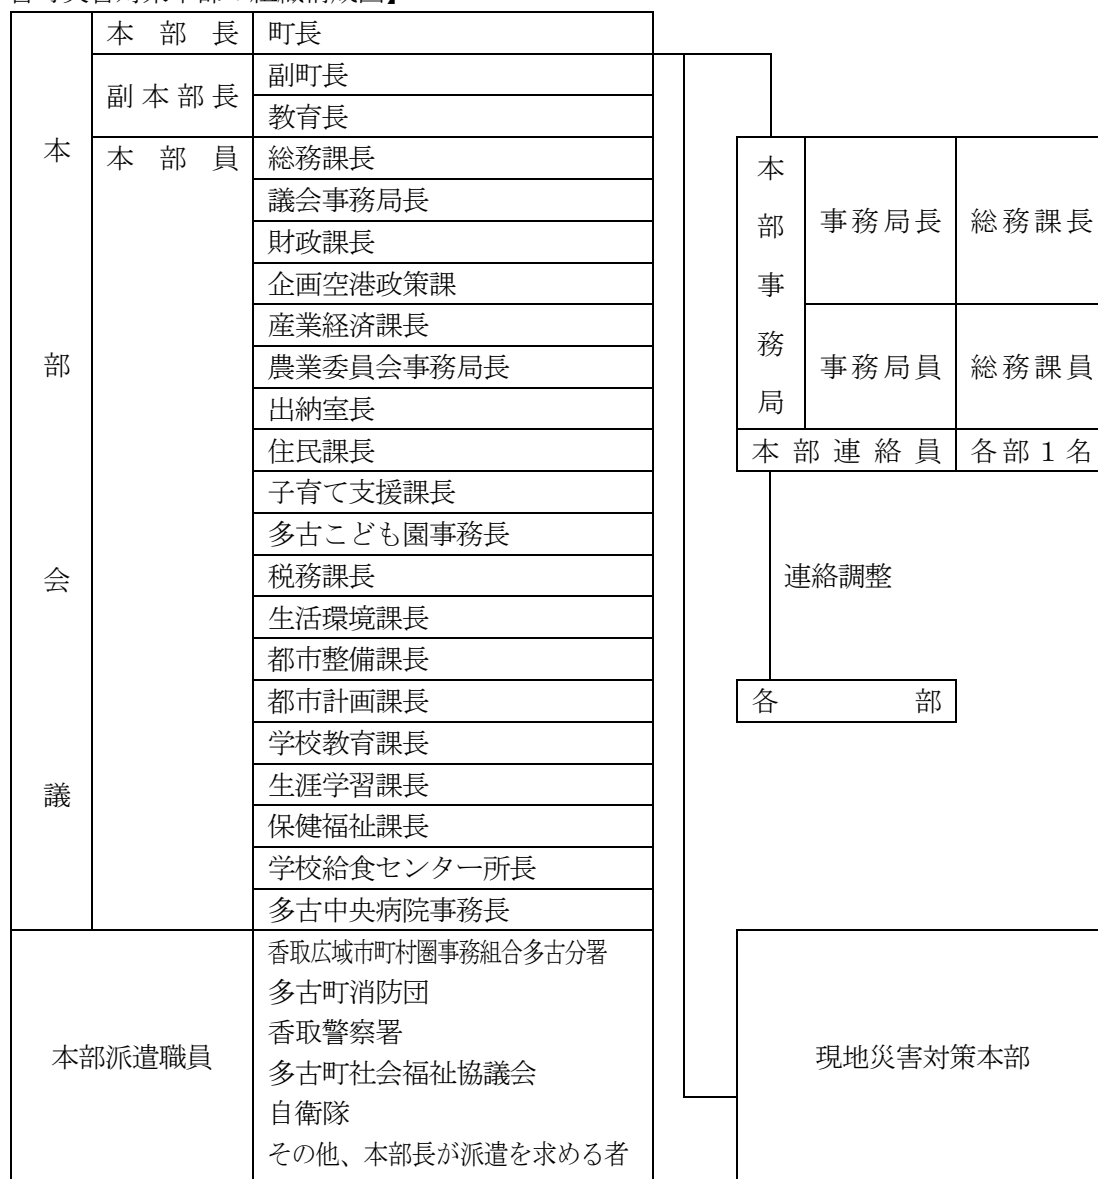 本部会議
本部長 町長
副本部長 副町長
教育長
本部員 総務課長
議会事務局長
財政課長
企画空港政策課
産業経済課長
農業委員会事務局長
出納室長
住民課長
子育て支援課長
多古こども園事務長
税務課長
生活環境課長
都市整備課長
都市計画課長
学校教育課長
生涯学習課長
保健福祉課長
学校給食センター所長
多古中央病院事務長
本部派遣職員
香取広域市町村圏事務組合多古分署
多古町消防団
香取警察署
多古町社会福祉協議会
自衛隊
その他、本部長が派遣を求める者
本部事務局
事務局長 総務課長
事務局員 総務課員
本部連絡員 各部1名
連絡調整
各部
現地災害対策本部